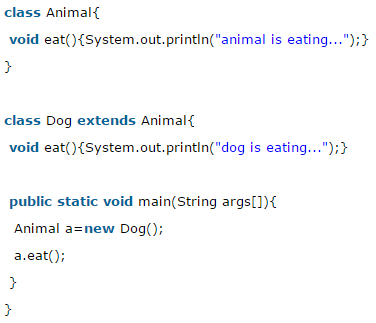 class Animal{
void eat(){System.out.println("animal is eating...");}
}
class Dog extends Animal{
void eat(){System.out.println("dog is eating...");}
public static void main(String args[]){
Animal a=new Dog();
a.eat();
}
}